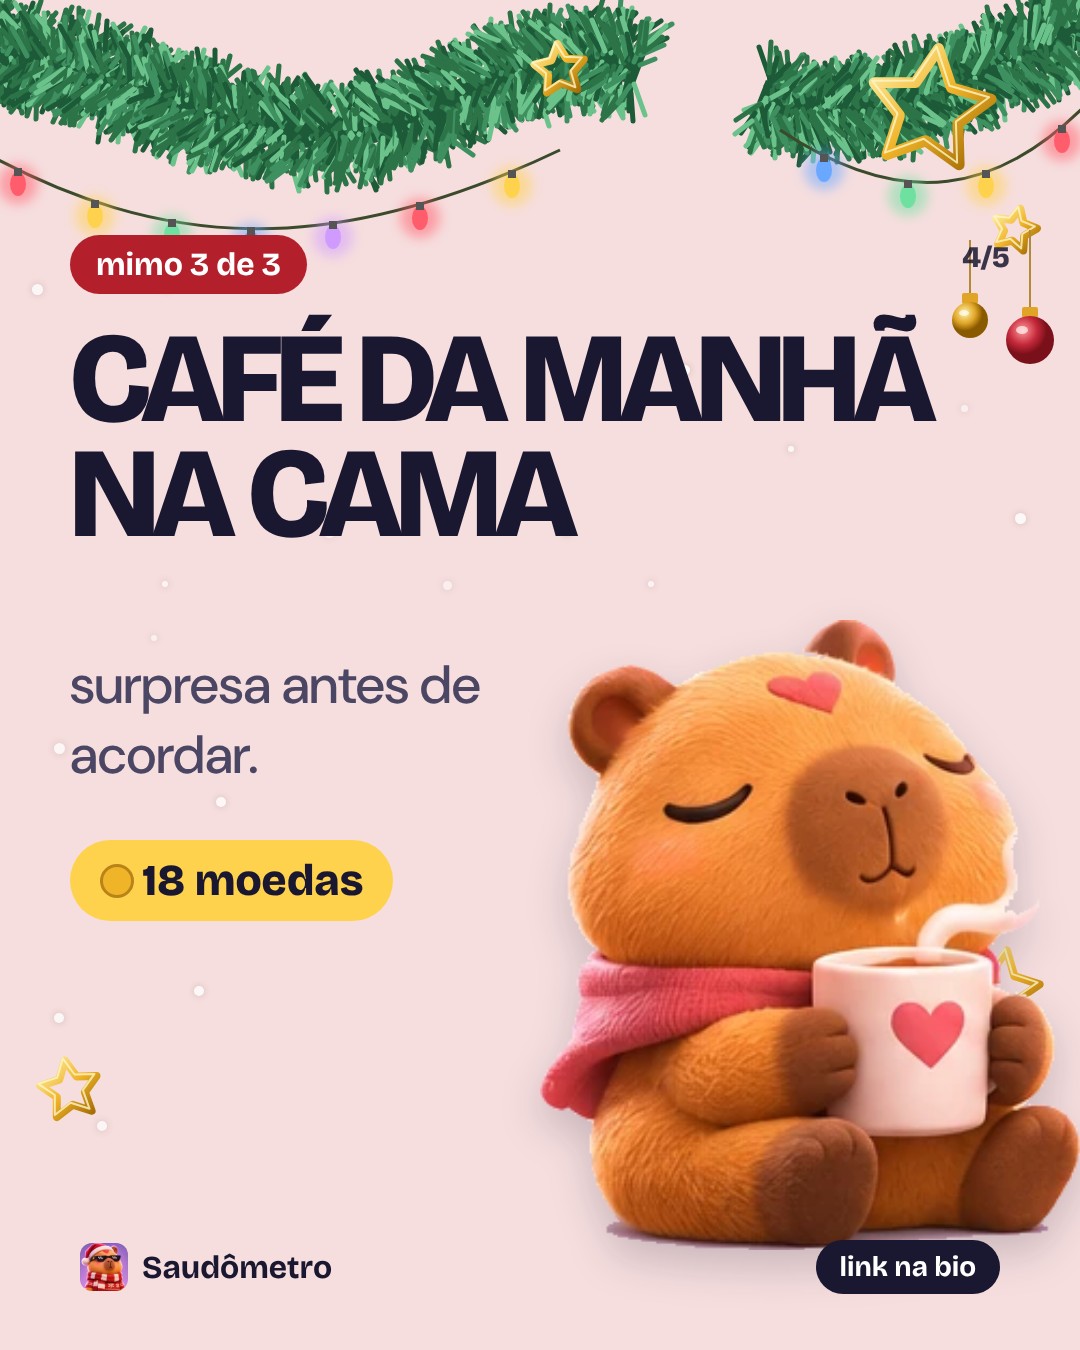 mimo 3 de 3
4/5
CAFÉ DA MANHÃ
NA CAMA
surpresa antes de
acordar.
18 moedas
Saudômetro
link na bio